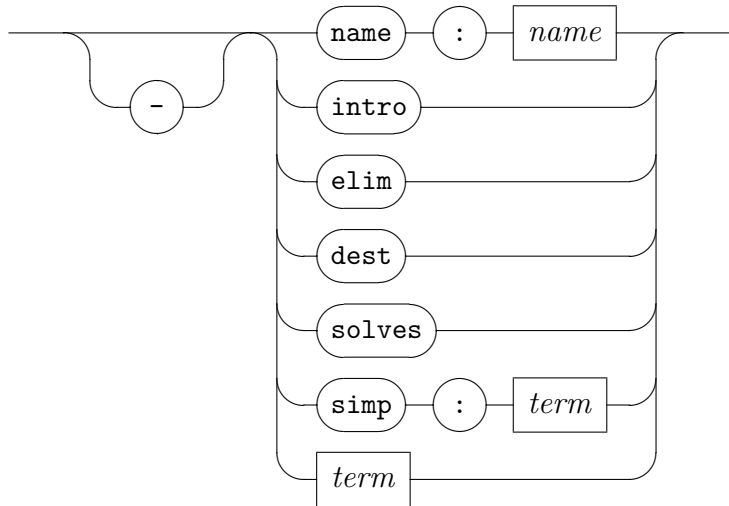 name : name
-
intro
elim
dest
solves
simp : term
term